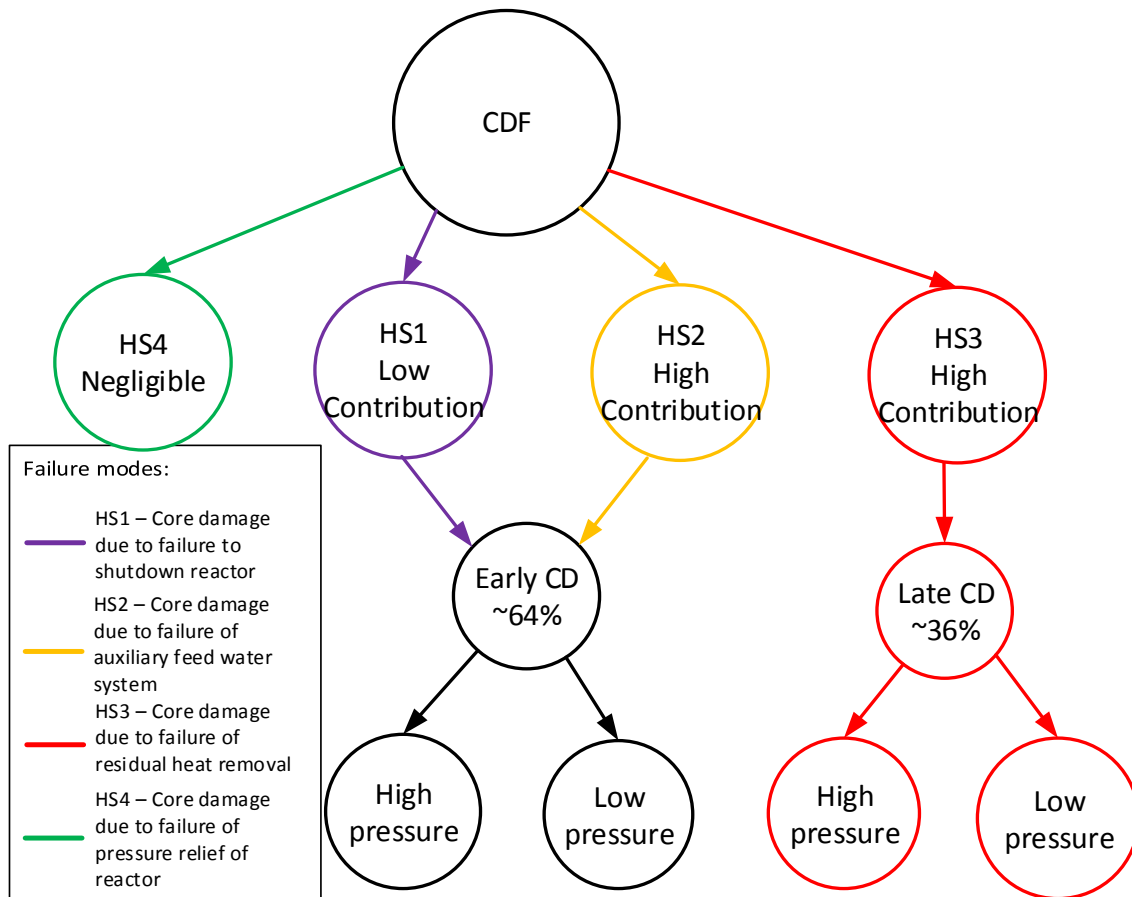 CDF
HS4
Negligible
HS1
Low
Contribution
HS2
High
Contribution
HS3
High
Contribution
Failure modes:
HS1 – Core damage
due to failure to
shutdown reactor
HS2 – Core damage
due to failure of
auxiliary feed water
system
HS3 – Core damage
due to failure of
residual heat removal
HS4 – Core damage
due to failure of
pressure relief of
reactor
Early CD
~64%
Late CD
~36%
High
pressure
Low
pressure
High
pressure
Low
pressure